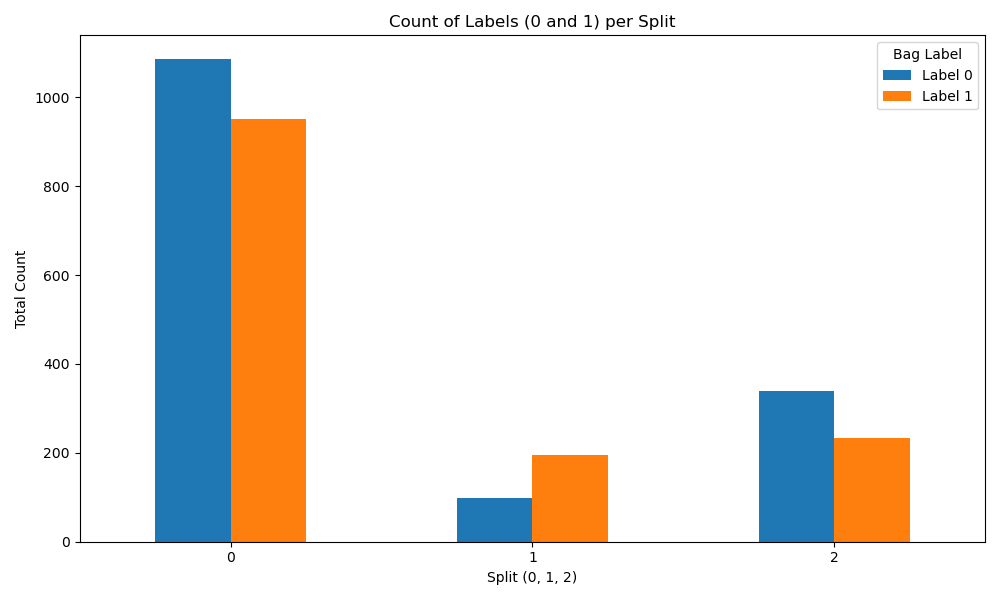 Count of Labels (0 and 1) per Split
Bag Label
Label 0
Label 1
Total Count
1000
800
600
400
200
0
0 1 2
Split (0, 1, 2)